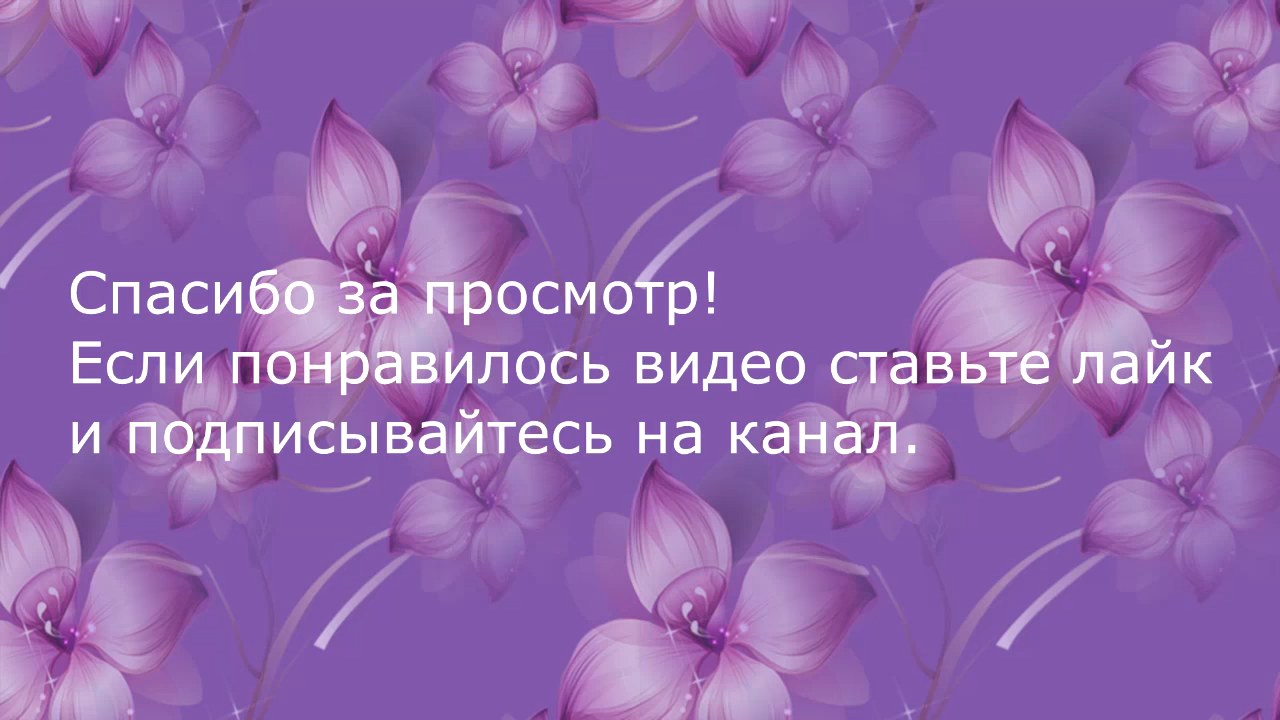 Спасибо за просмотр!
Если понравилось видео ставьте лайк
и подписывайтесь на канал.